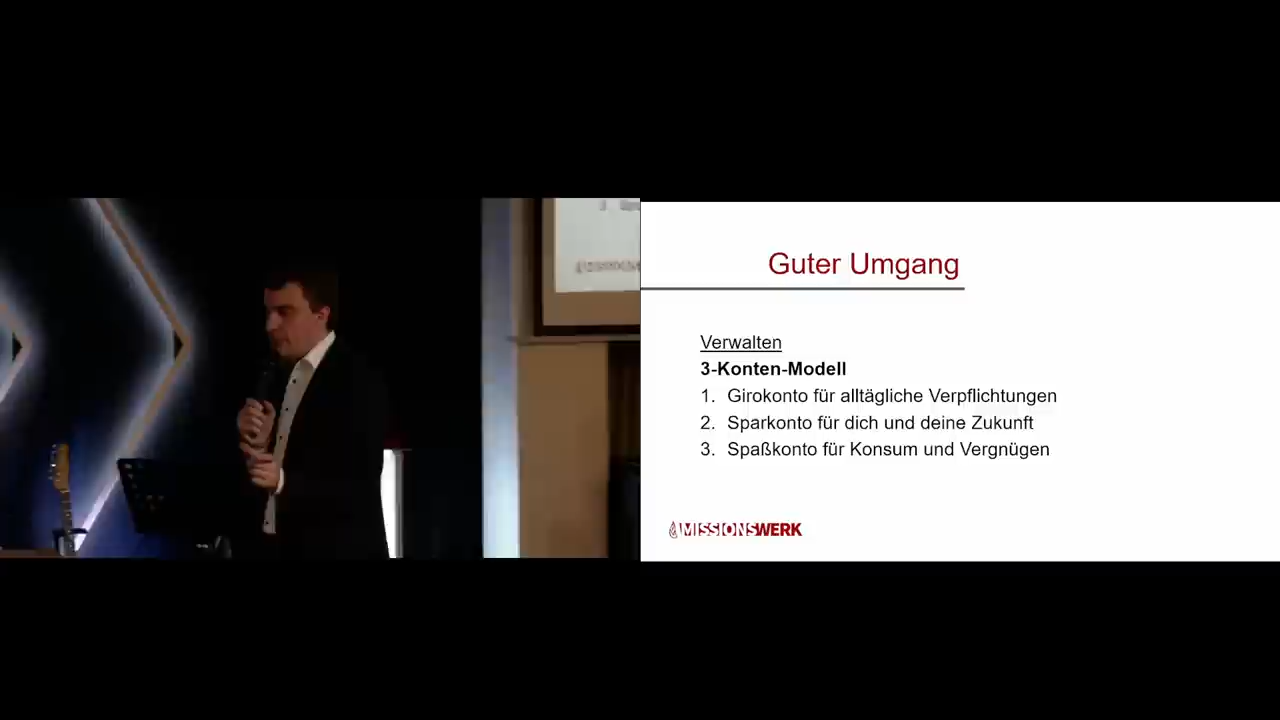 Guter Umgang
Verwalten
3-Konten-Modell
1. Girokonto für alltägliche Verpflichtungen
2. Sparkonto für dich und deine Zukunft
3. Spaßkonto für Konsum und Vergnügen
MISSIONSWERK